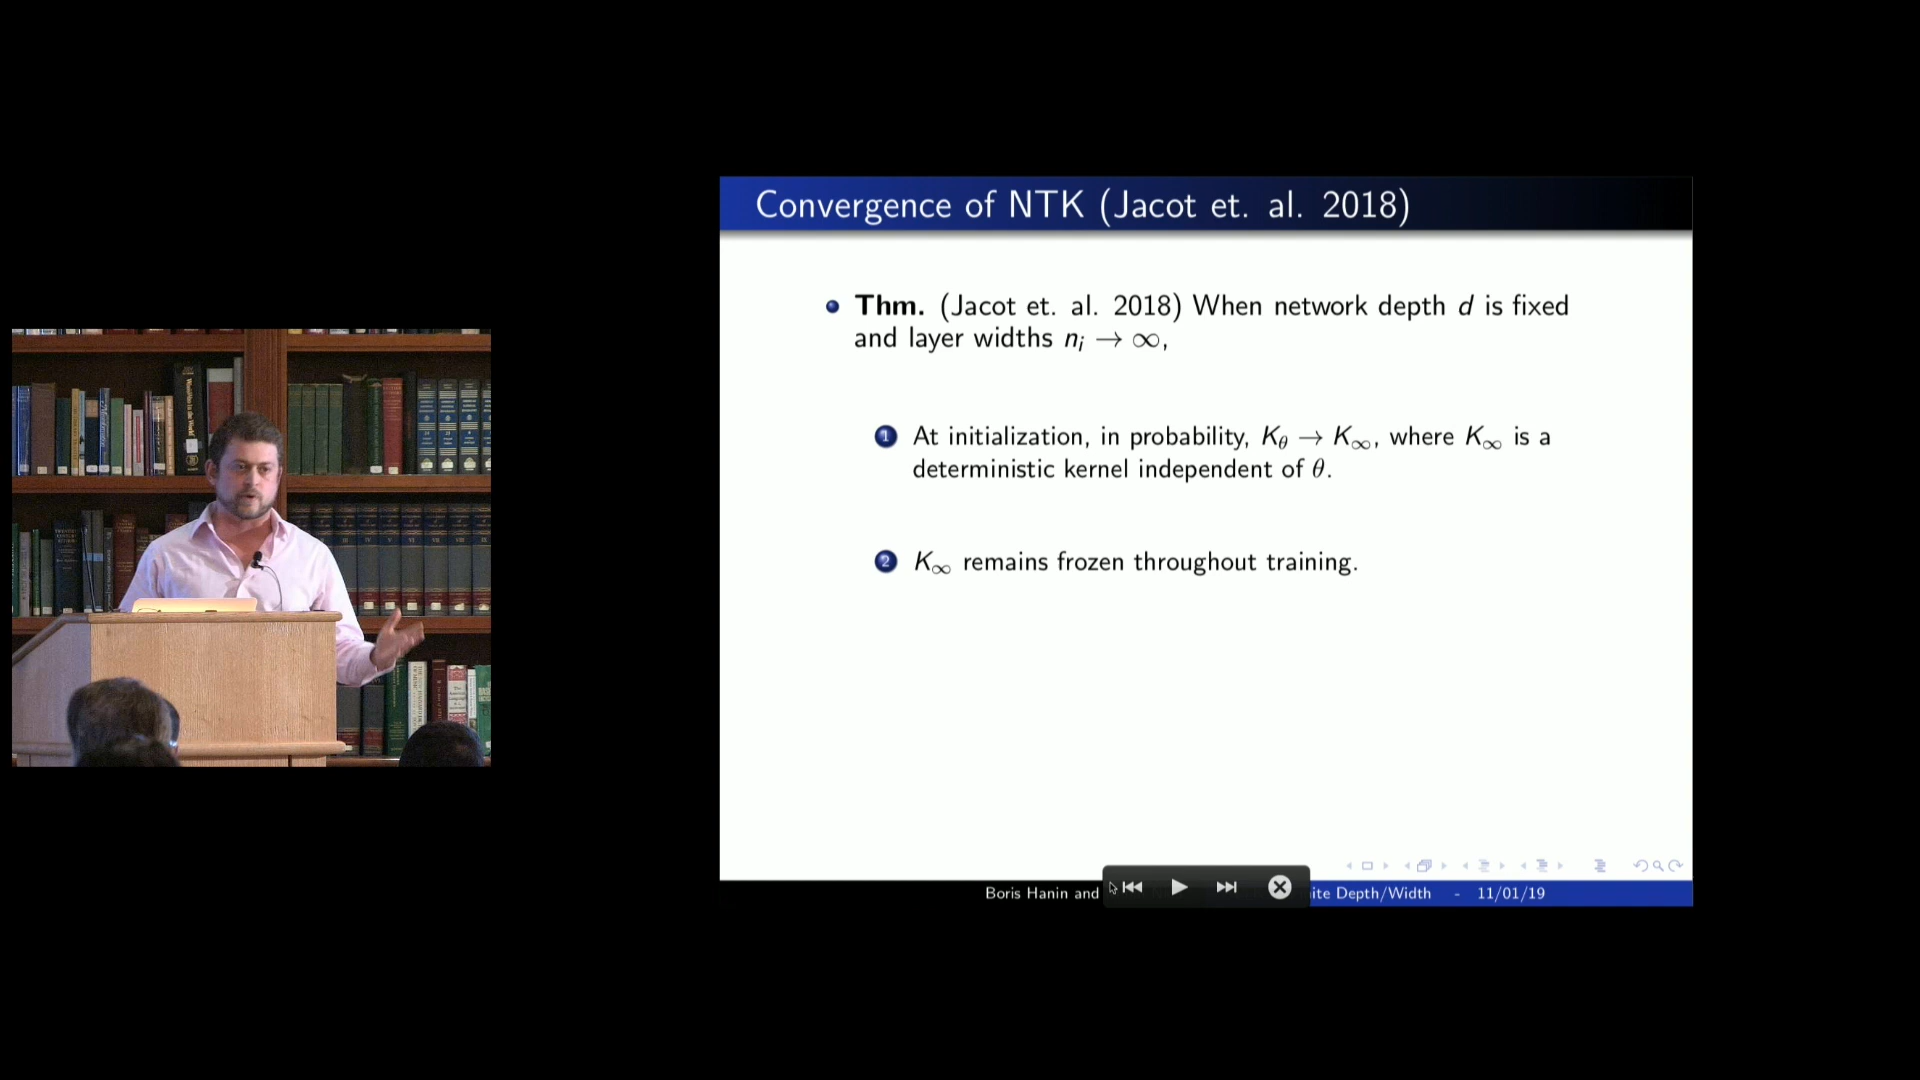 Convergence of NTK (Jacot et. al. 2018)
Thm. (Jacot et. al. 2018) When network depth d is fixed
and layer widths nᵢ → ∞,
1 At initialization, in probability, K_θ → K_∞, where K_∞ is a
deterministic kernel independent of θ.
2 K_∞ remains frozen throughout training.
Boris Hanin and ite Depth/Width - 11/01/19